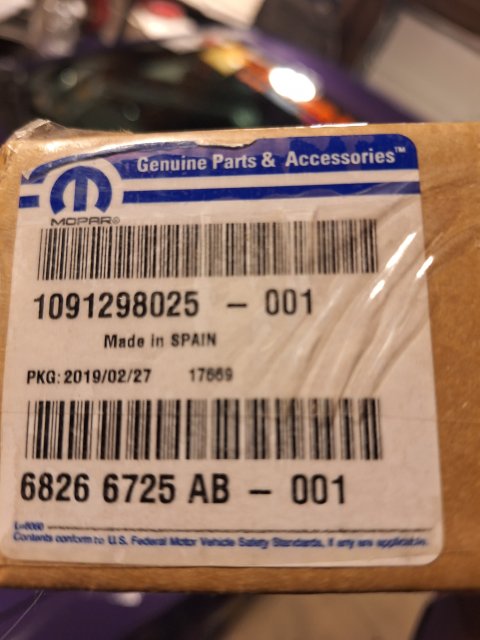 Genuine Parts & Accessories™
MOPAR®
1091298025 - 001
Made in SPAIN
PKG: 2019/02/27 17669
6826 6725 AB - 001
L-6060
Contents conform to U.S. Federal Motor Vehicle Safety Standards, if any are applicable.